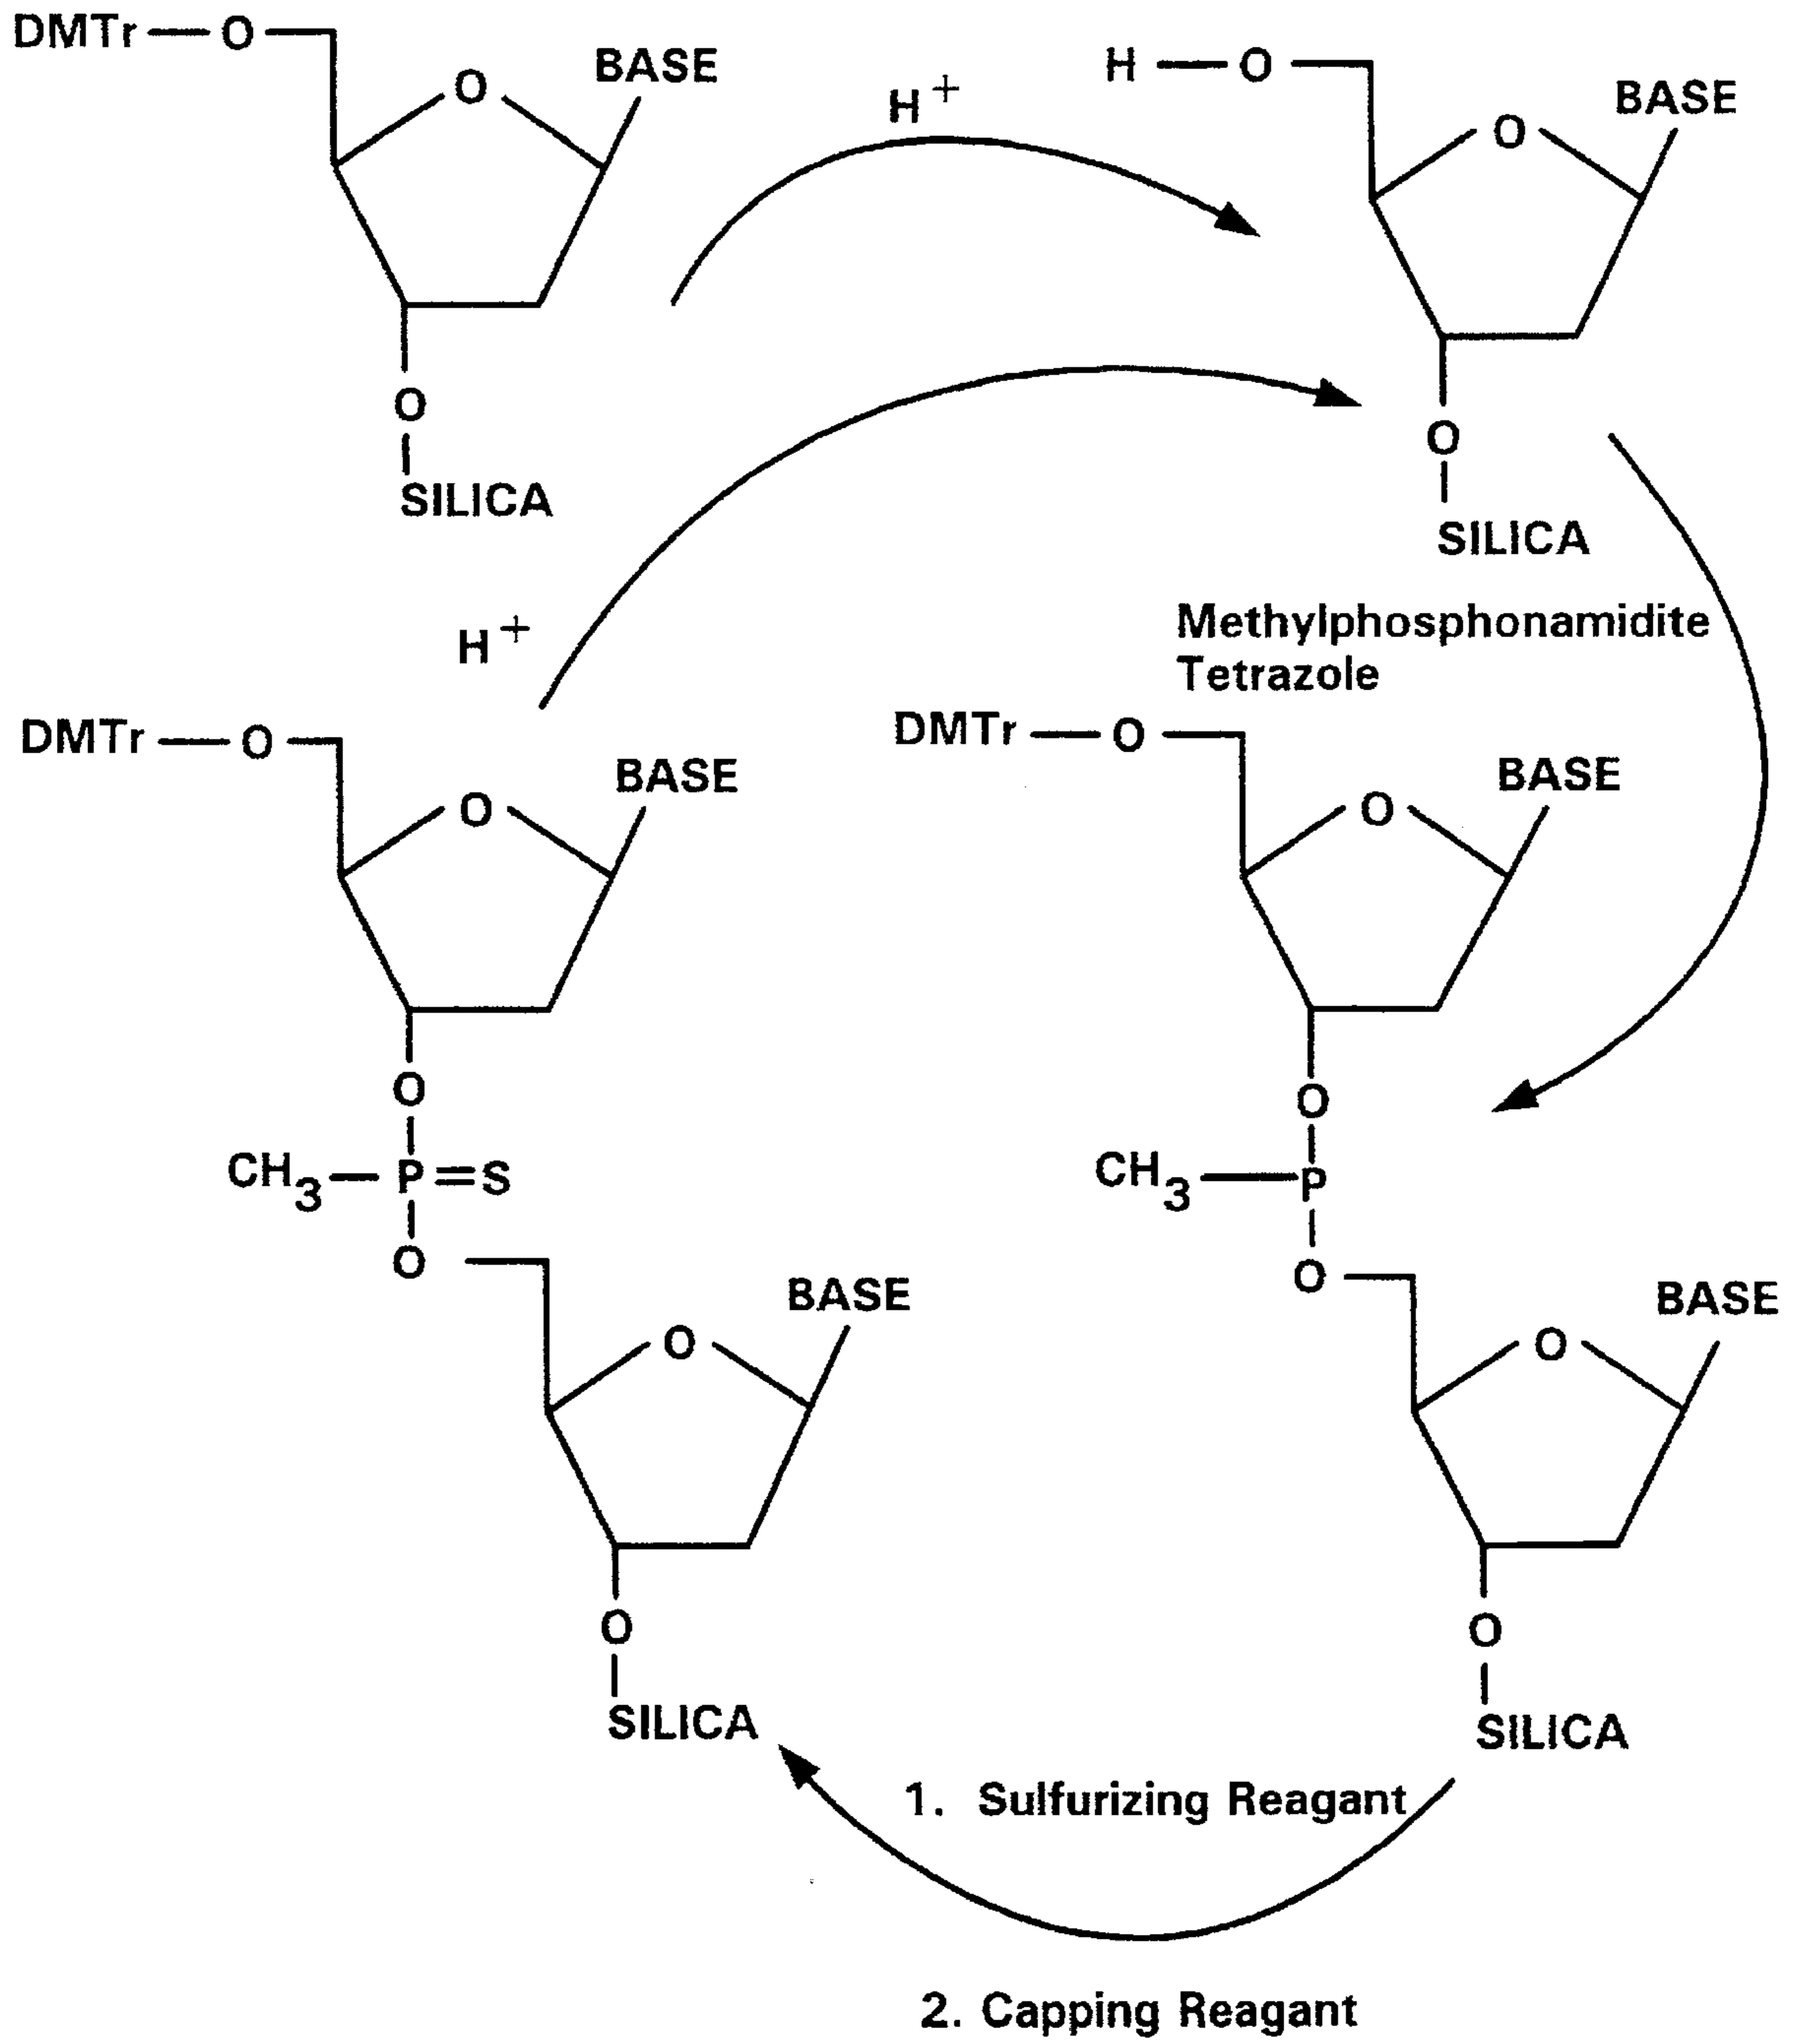 DMTr — O
BASE
O
O
SILICA
H+
H — O
BASE
O
O
SILICA
H+
Methylphosphonamidite
Tetrazole
DMTr — O
BASE
O
O
CH3 — P = S
O
BASE
O
O
SILICA
DMTr — O
BASE
O
O
CH3 — P
O
BASE
O
O
SILICA
1. Sulfurizing Reagant
2. Capping Reagant